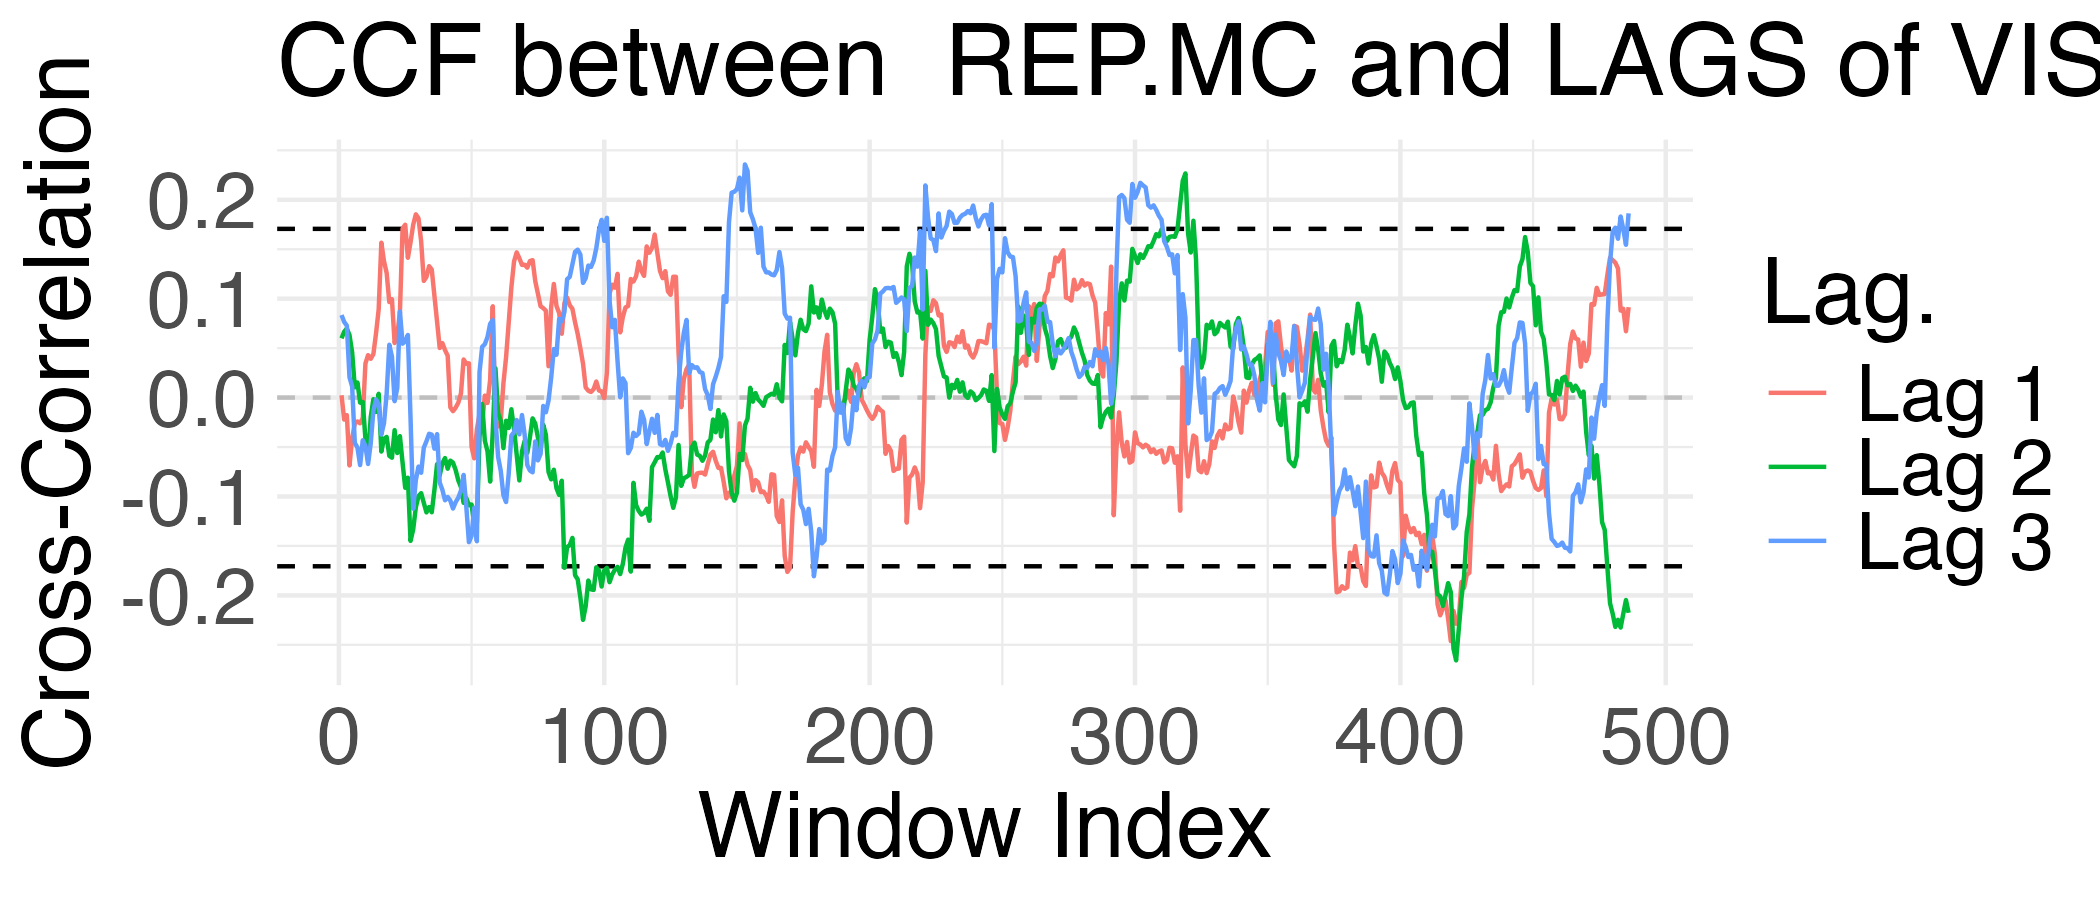 CCF between  REP.MC and LAGS of VIS
Cross-Correlation
0.2
0.1
0.0
-0.1
-0.2
0 100 200 300 400 500
Window Index
Lag.
Lag 1
Lag 2
Lag 3